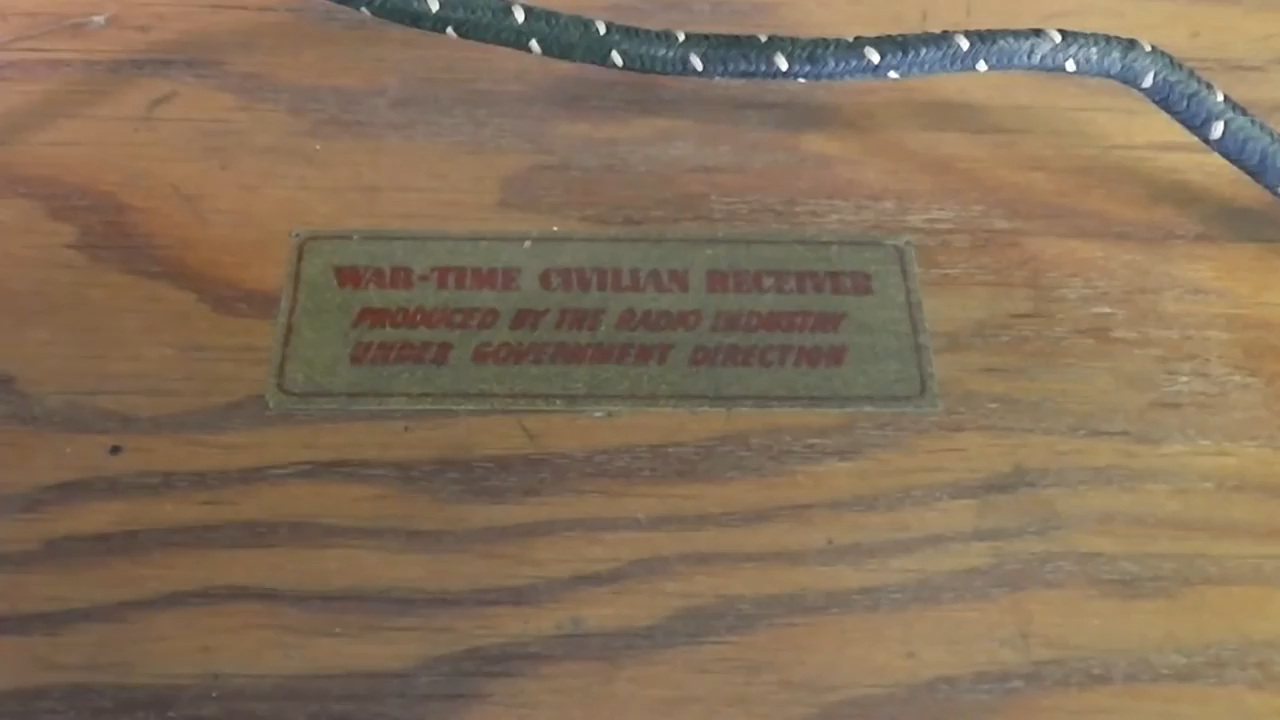 WAR-TIME CIVILIAN RECEIVER
PRODUCED BY THE RADIO INDUSTRY
UNDER GOVERNMENT DIRECTION